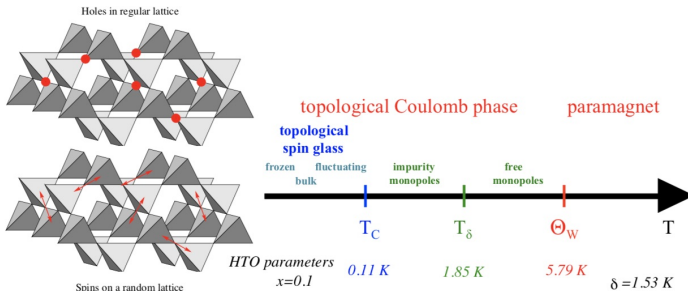 Holes in regular lattice
Spins on a random lattice
topological Coulomb phase
paramagnet
topological
spin glass
frozen fluctuating
bulk
impurity
monopoles
free
monopoles
T_C
T_δ
Θ_W
T
HTO parameters
x=0.1
0.11 K
1.85 K
5.79 K
δ=1.53 K